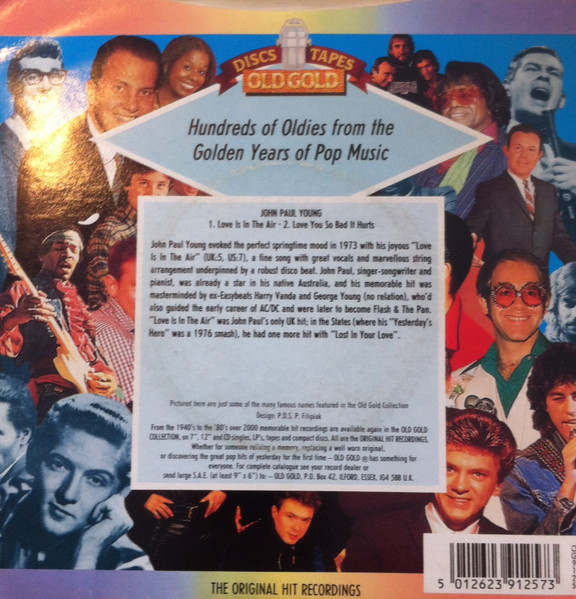 DISCS TAPES
OLD GOLD
Hundreds of Oldies from the
Golden Years of Pop Music
JOHN PAUL YOUNG
1. Love Is In The Air - 2. Love You So Bad It Hurts
John Paul Young evoked the perfect springtime mood in 1973 with his joyous "Love
Is In The Air" (UK:5, US:7), a fine song with great vocals and marvellous string
arrangement underpinned by a robust disco beat. John Paul, singer-songwriter and
pianist, was already a star in his native Australia, and his memorable hit was
masterminded by ex-Easybeats Harry Vanda and George Young (no relation), who'd
also guided the early career of AC/DC and were later to become Flash & The Pan.
"Love Is In The Air" was John Paul's only UK hit; in the States (where his "Yesterday's
Hero" was a 1976 smash), he had one more hit with "Lost In Your Love".
Pictured here are just some of the many famous names featured in the Old Gold Collection
Design: P.D.S. P. Filipiak
From the 1940's to the '80's over 2000 memorable hit recordings are available again in the OLD GOLD
COLLECTION, on 7", 12" and CD singles, LP's, tapes and compact discs. All are the ORIGINAL HIT RECORDINGS.
Whether for someone reliving a memory, replacing a well worn original,
or discovering the great pop hits of yesterday for the first time - OLD GOLD ® has something for
everyone. For complete catalogue see your record dealer or
send large S.A.E. (at least 9" x 6") to: - OLD GOLD, P.O. Box 42, ILFORD, ESSEX, IG4 5BB U.K.
THE ORIGINAL HIT RECORDINGS
5 012623 912573